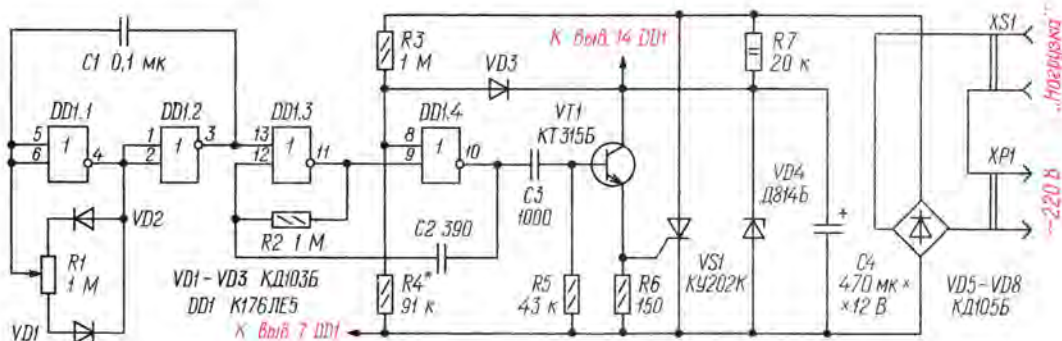 C1 0,1 мк
DD1.1
5
6
1
4
DD1.2
1
2
1
3
DD1.3
13
12
1
11
R3
1 М
VD3
DD1.4
8
9
1
10
К выв. 14 DD1
VT1
КТ315Б
R7
20 к
XS1
„Нагрузка"
XP1
~220 В
VD2
R1
1 М
VD1
R2 1 М
C2 390
C3
1000
VD1-VD3 КД103Б
DD1 К176ЛЕ5
К выв. 7 DD1
R4*
91 к
R5
43 к
R6
150
VS1
КУ202К
VD4
Д814Б
+
C4
470 мк ×
×12 В
VD5-VD8
КД105Б